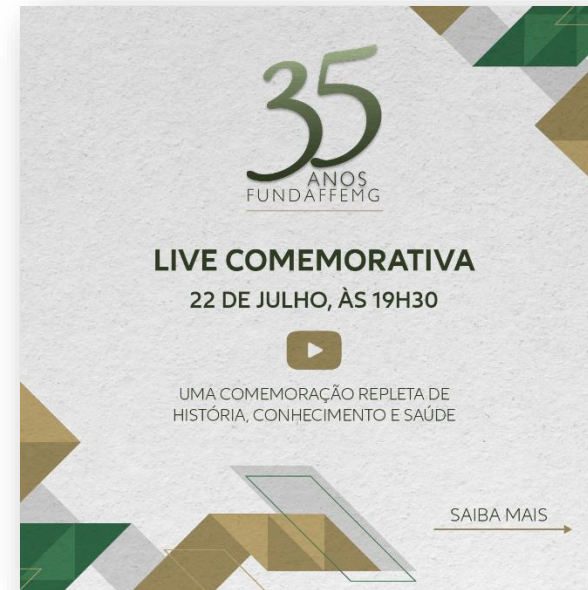 35
ANOS
FUNDAFFEMG
LIVE COMEMORATIVA
22 DE JULHO, ÀS 19H30
UMA COMEMORAÇÃO REPLETA DE
HISTÓRIA, CONHECIMENTO E SAÚDE
SAIBA MAIS